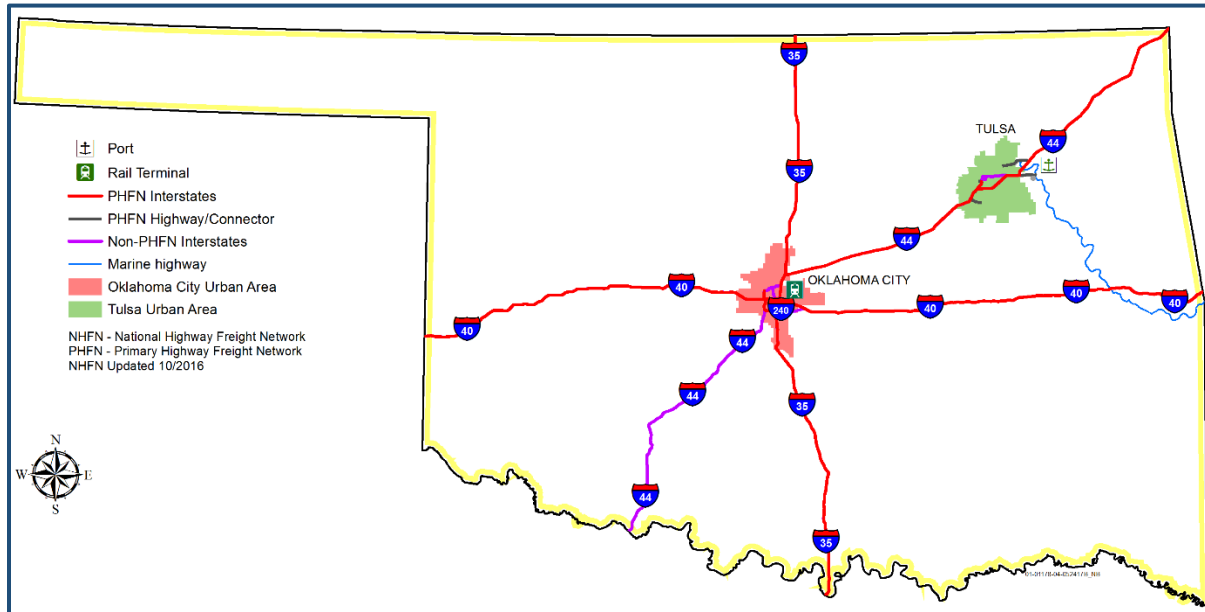 35
TULSA
44
Port
Rail Terminal
PHFN Interstates
PHFN Highway/Connector
Non-PHFN Interstates
Marine highway
Oklahoma City Urban Area
Tulsa Urban Area
NHFN - National Highway Freight Network
PHFN - Primary Highway Freight Network
NHFN Updated 10/2016
35
44
OKLAHOMA CITY
40
40
40
240
40
40
44
44
35
N
W
E
S
44
35